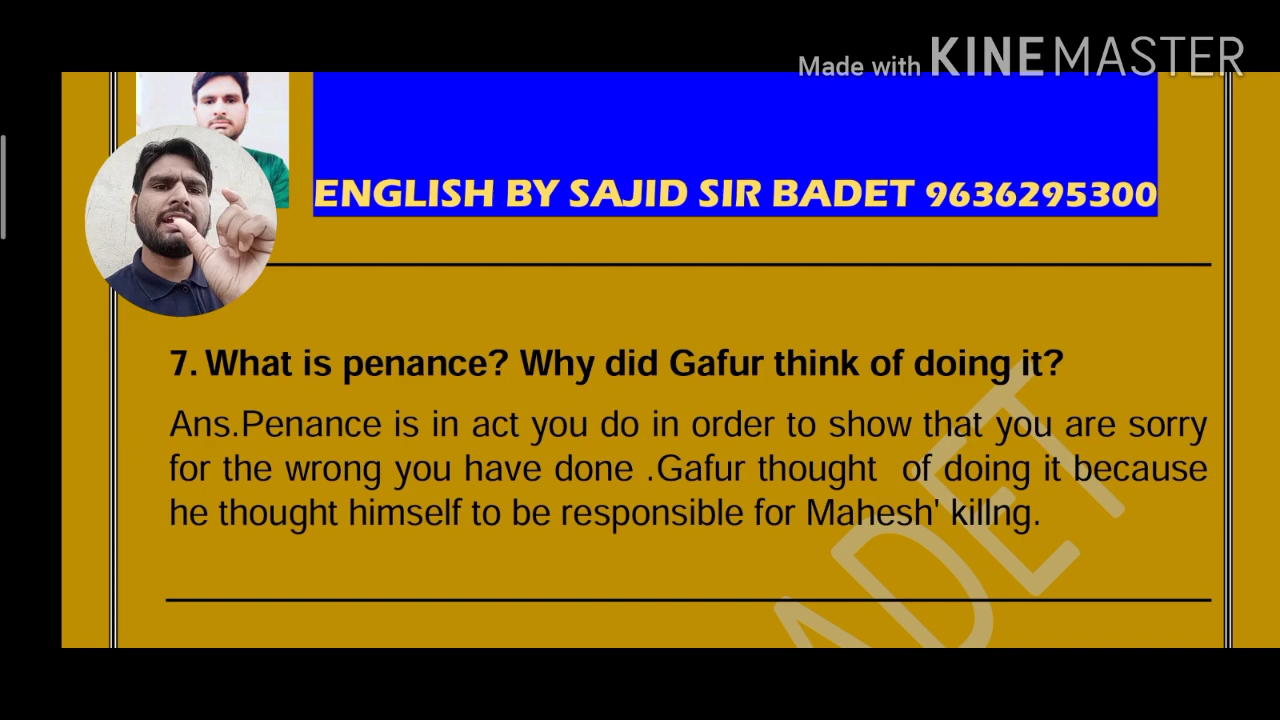 Made with KINEMASTER
ENGLISH BY SAJID SIR BADET 9636295300
7. What is penance? Why did Gafur think of doing it?
Ans.Penance is in act you do in order to show that you are sorry
for the wrong you have done .Gafur thought of doing it because
he thought himself to be responsible for Mahesh' killng.
ADET